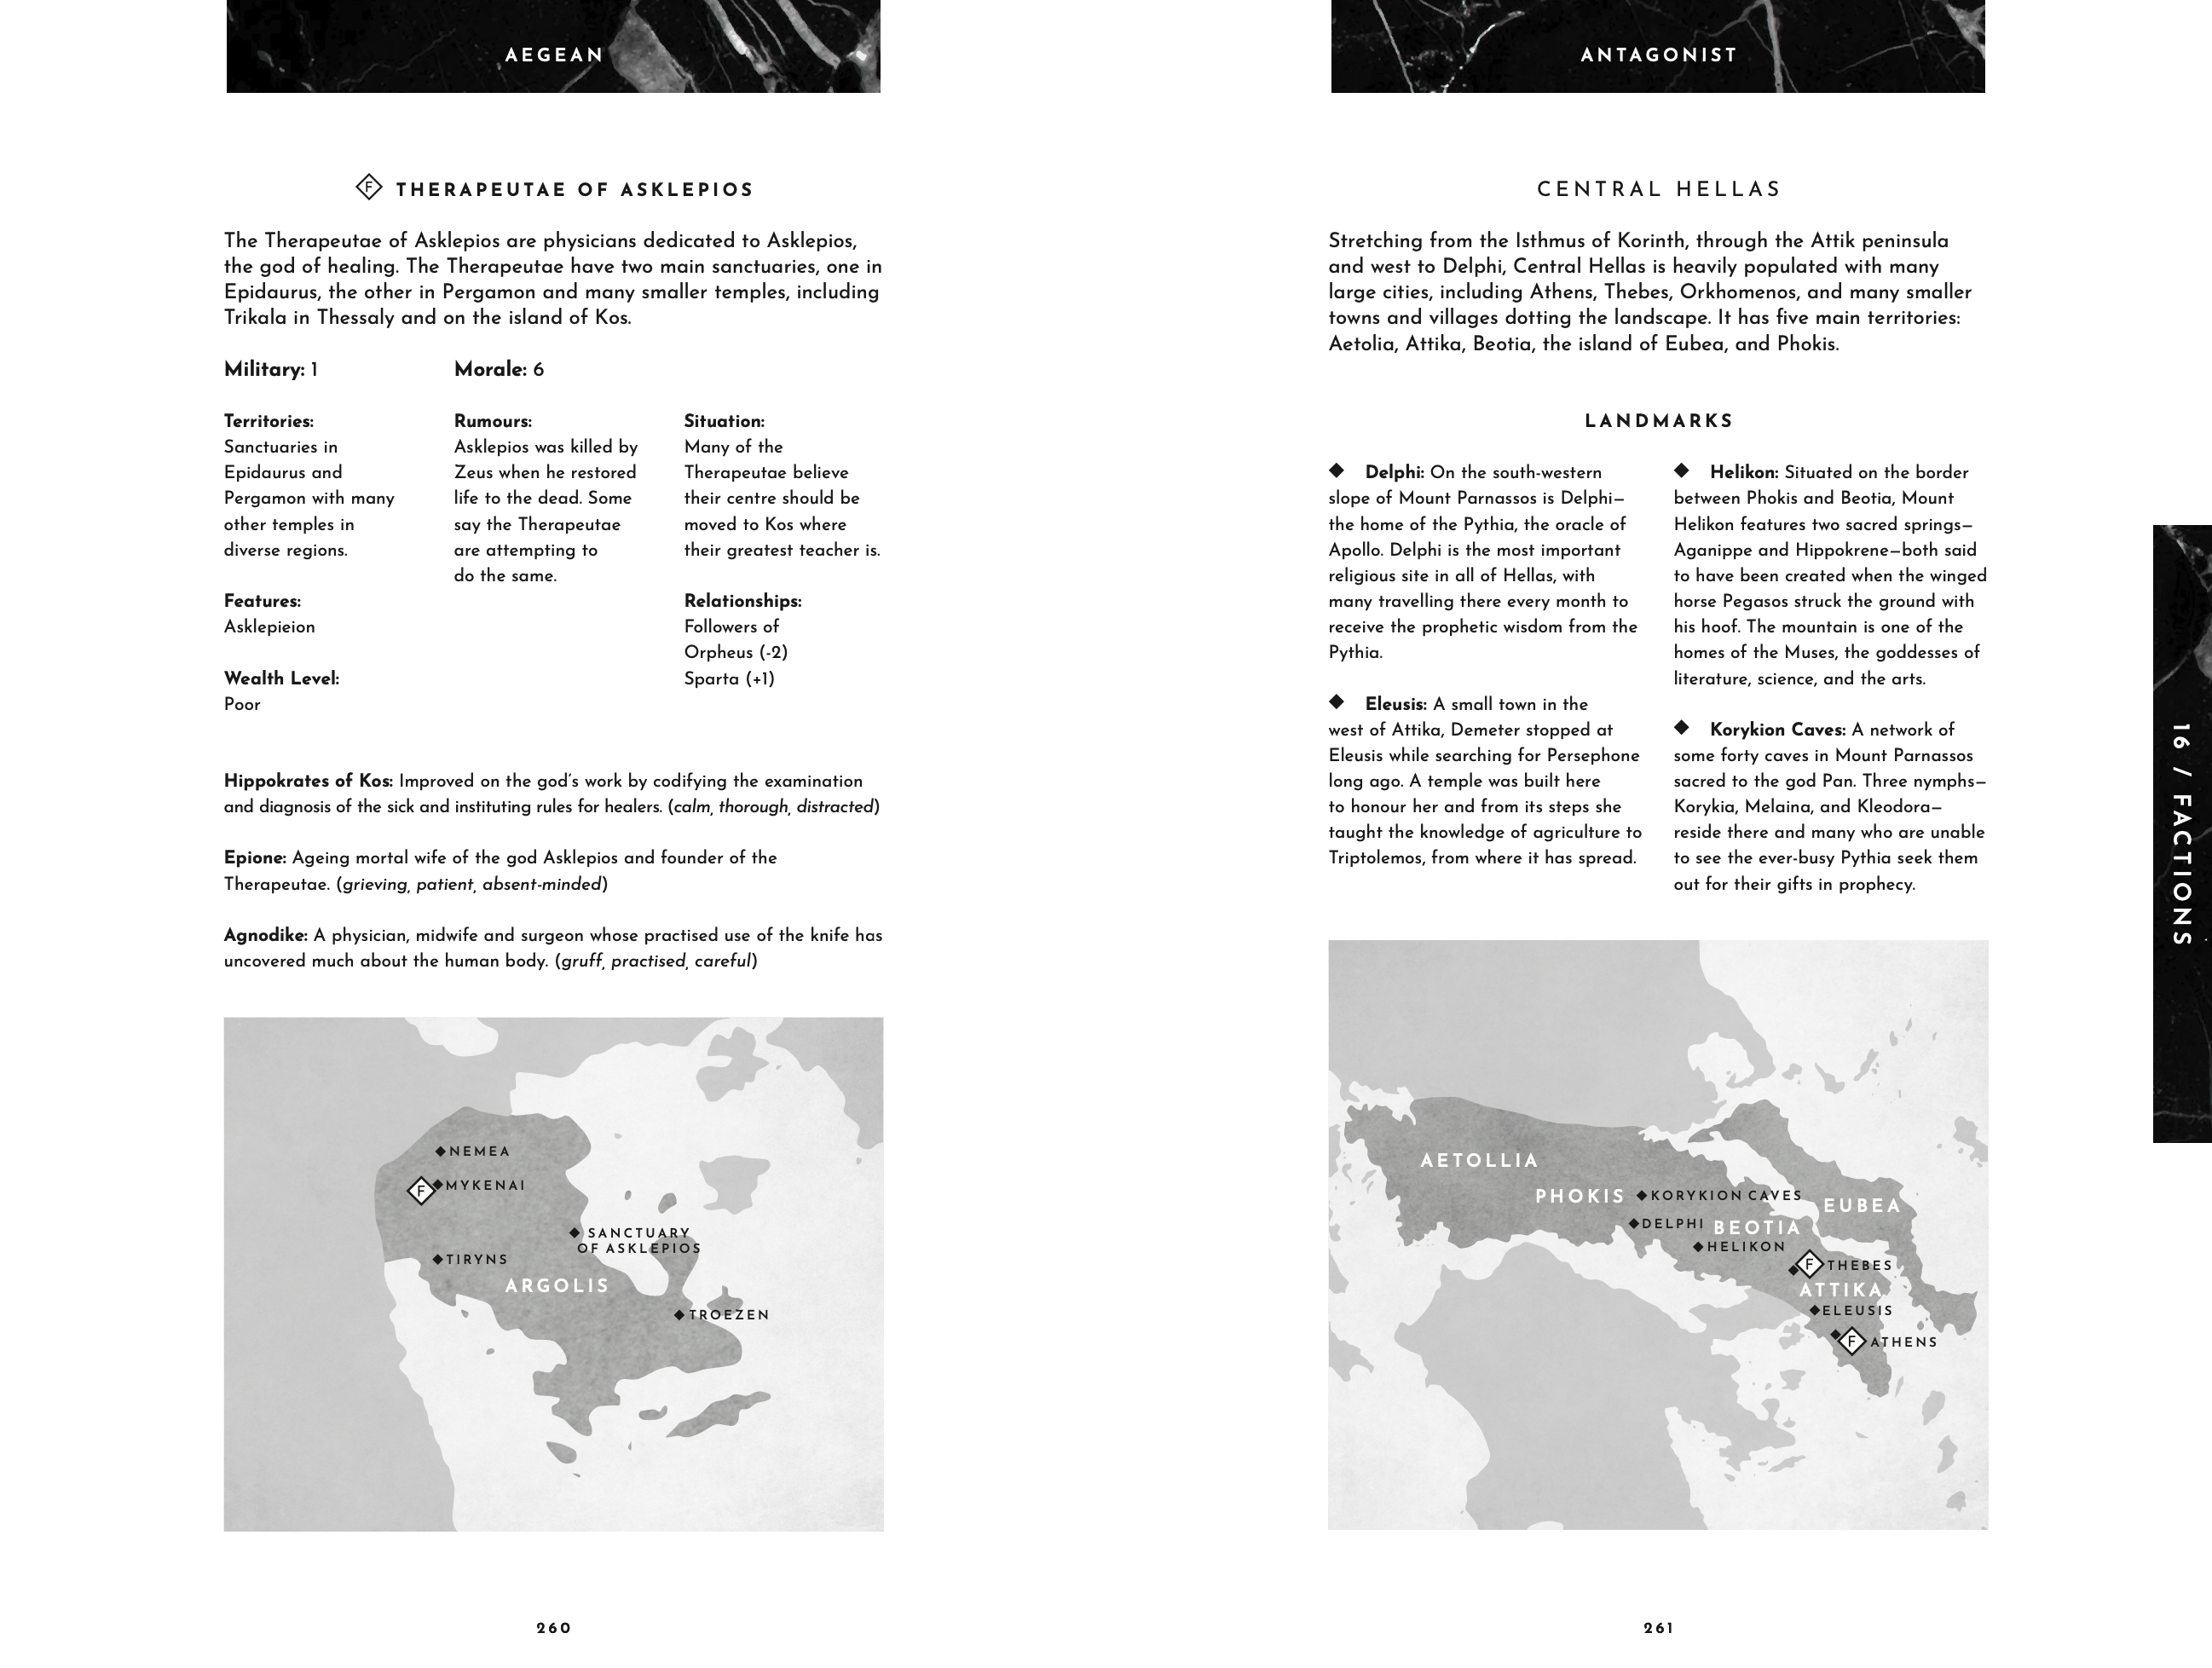 AEGEAN
F THERAPEUTAE OF ASKLEPIOS
The Therapeutae of Asklepios are physicians dedicated to Asklepios,
the god of healing. The Therapeutae have two main sanctuaries, one in
Epidaurus, the other in Pergamon and many smaller temples, including
Trikala in Thessaly and on the island of Kos.
Military: 1
Morale: 6
Territories:
Sanctuaries in
Epidaurus and
Pergamon with many
other temples in
diverse regions.
Features:
Asklepieion
Wealth Level:
Poor
Rumours:
Asklepios was killed by
Zeus when he restored
life to the dead. Some
say the Therapeutae
are attempting to
do the same.
Situation:
Many of the
Therapeutae believe
their centre should be
moved to Kos where
their greatest teacher is.
Relationships:
Followers of
Orpheus (-2)
Sparta (+1)
Hippokrates of Kos: Improved on the god's work by codifying the examination
and diagnosis of the sick and instituting rules for healers. (calm, thorough, distracted)
Epione: Ageing mortal wife of the god Asklepios and founder of the
Therapeutae. (grieving, patient, absent-minded)
Agnodike: A physician, midwife and surgeon whose practised use of the knife has
uncovered much about the human body. (gruff, practised, careful)
◆NEMEA
F◆MYKENAI
◆SANCTUARY
OF ASKLEPIOS
◆TIRYNS
ARGOLIS
◆TROEZEN
260
ANTAGONIST
CENTRAL HELLAS
Stretching from the Isthmus of Korinth, through the Attik peninsula
and west to Delphi, Central Hellas is heavily populated with many
large cities, including Athens, Thebes, Orkhomenos, and many smaller
towns and villages dotting the landscape. It has five main territories:
Aetolia, Attika, Beotia, the island of Eubea, and Phokis.
LANDMARKS
◆ Delphi: On the south-western
slope of Mount Parnassos is Delphi—
the home of the Pythia, the oracle of
Apollo. Delphi is the most important
religious site in all of Hellas, with
many travelling there every month to
receive the prophetic wisdom from the
Pythia.
◆ Eleusis: A small town in the
west of Attika, Demeter stopped at
Eleusis while searching for Persephone
long ago. A temple was built here
to honour her and from its steps she
taught the knowledge of agriculture to
Triptolemos, from where it has spread.
◆ Helikon: Situated on the border
between Phokis and Beotia, Mount
Helikon features two sacred springs—
Aganippe and Hippokrene—both said
to have been created when the winged
horse Pegasos struck the ground with
his hoof. The mountain is one of the
homes of the Muses, the goddesses of
literature, science, and the arts.
◆ Korykion Caves: A network of
some forty caves in Mount Parnassos
sacred to the god Pan. Three nymphs—
Korykia, Melaina, and Kleodora—
reside there and many who are unable
to see the ever-busy Pythia seek them
out for their gifts in prophecy.
AETOLLIA
PHOKIS
◆KORYKION CAVES
EUBEA
◆DELPHI
BEOTIA
◆HELIKON
◆F THEBES
ATTIKA
◆ELEUSIS
◆F ATHENS
261
16 / FACTIONS